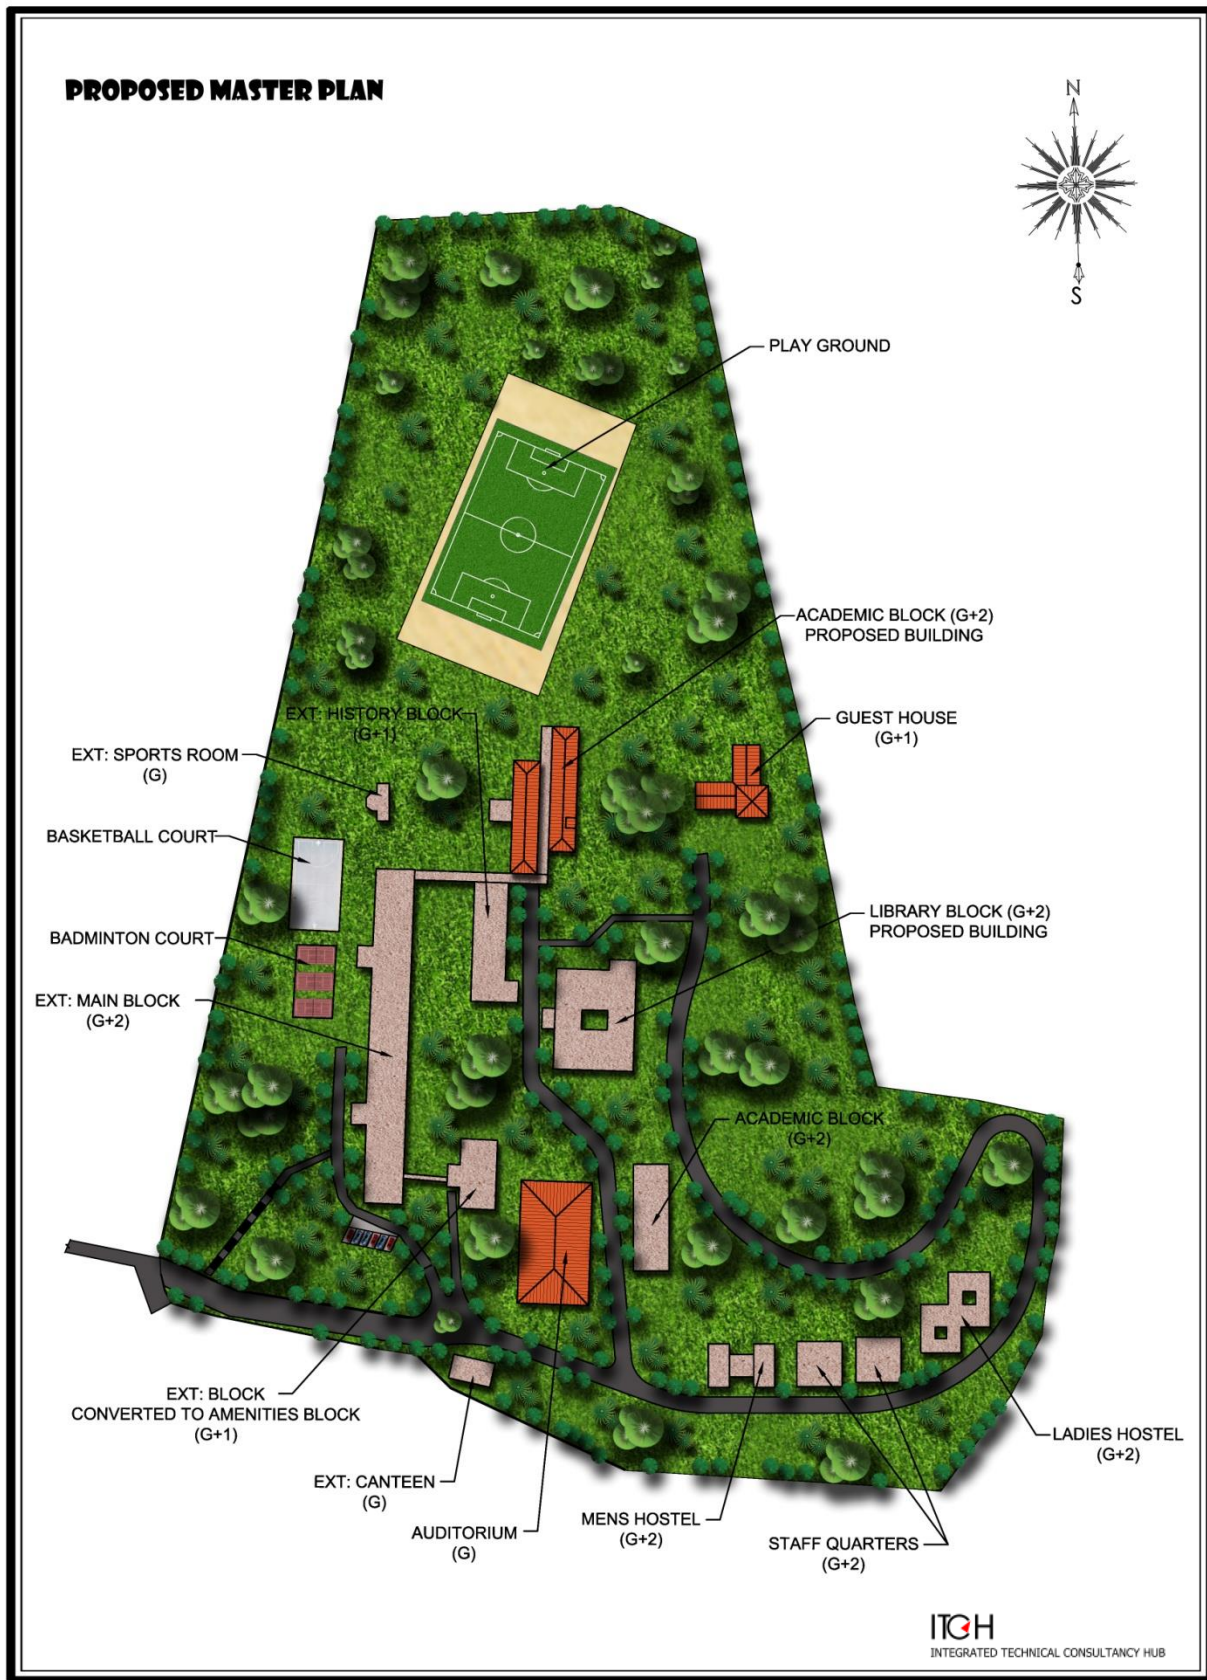 PROPOSED MASTER PLAN
N
S
PLAY GROUND
ACADEMIC BLOCK (G+2)
PROPOSED BUILDING
EXT: HISTORY BLOCK
(G+1)
GUEST HOUSE
(G+1)
EXT: SPORTS ROOM
(G)
BASKETBALL COURT
LIBRARY BLOCK (G+2)
PROPOSED BUILDING
BADMINTON COURT
EXT: MAIN BLOCK
(G+2)
ACADEMIC BLOCK
(G+2)
EXT: BLOCK
CONVERTED TO AMENITIES BLOCK
(G+1)
LADIES HOSTEL
(G+2)
EXT: CANTEEN
(G)
AUDITORIUM
(G)
MENS HOSTEL
(G+2)
STAFF QUARTERS
(G+2)
ITCH
INTEGRATED TECHNICAL CONSULTANCY HUB